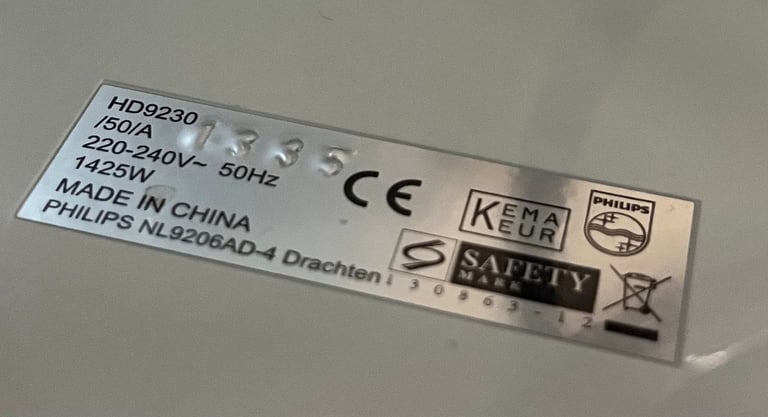 HD9230
/50/A
1335
220-240V~ 50Hz
1425W
MADE IN CHINA
PHILIPS NL9206AD-4 Drachten
CE
KEMA
KEUR
PHILIPS
SAFETY
MARK
130863-12